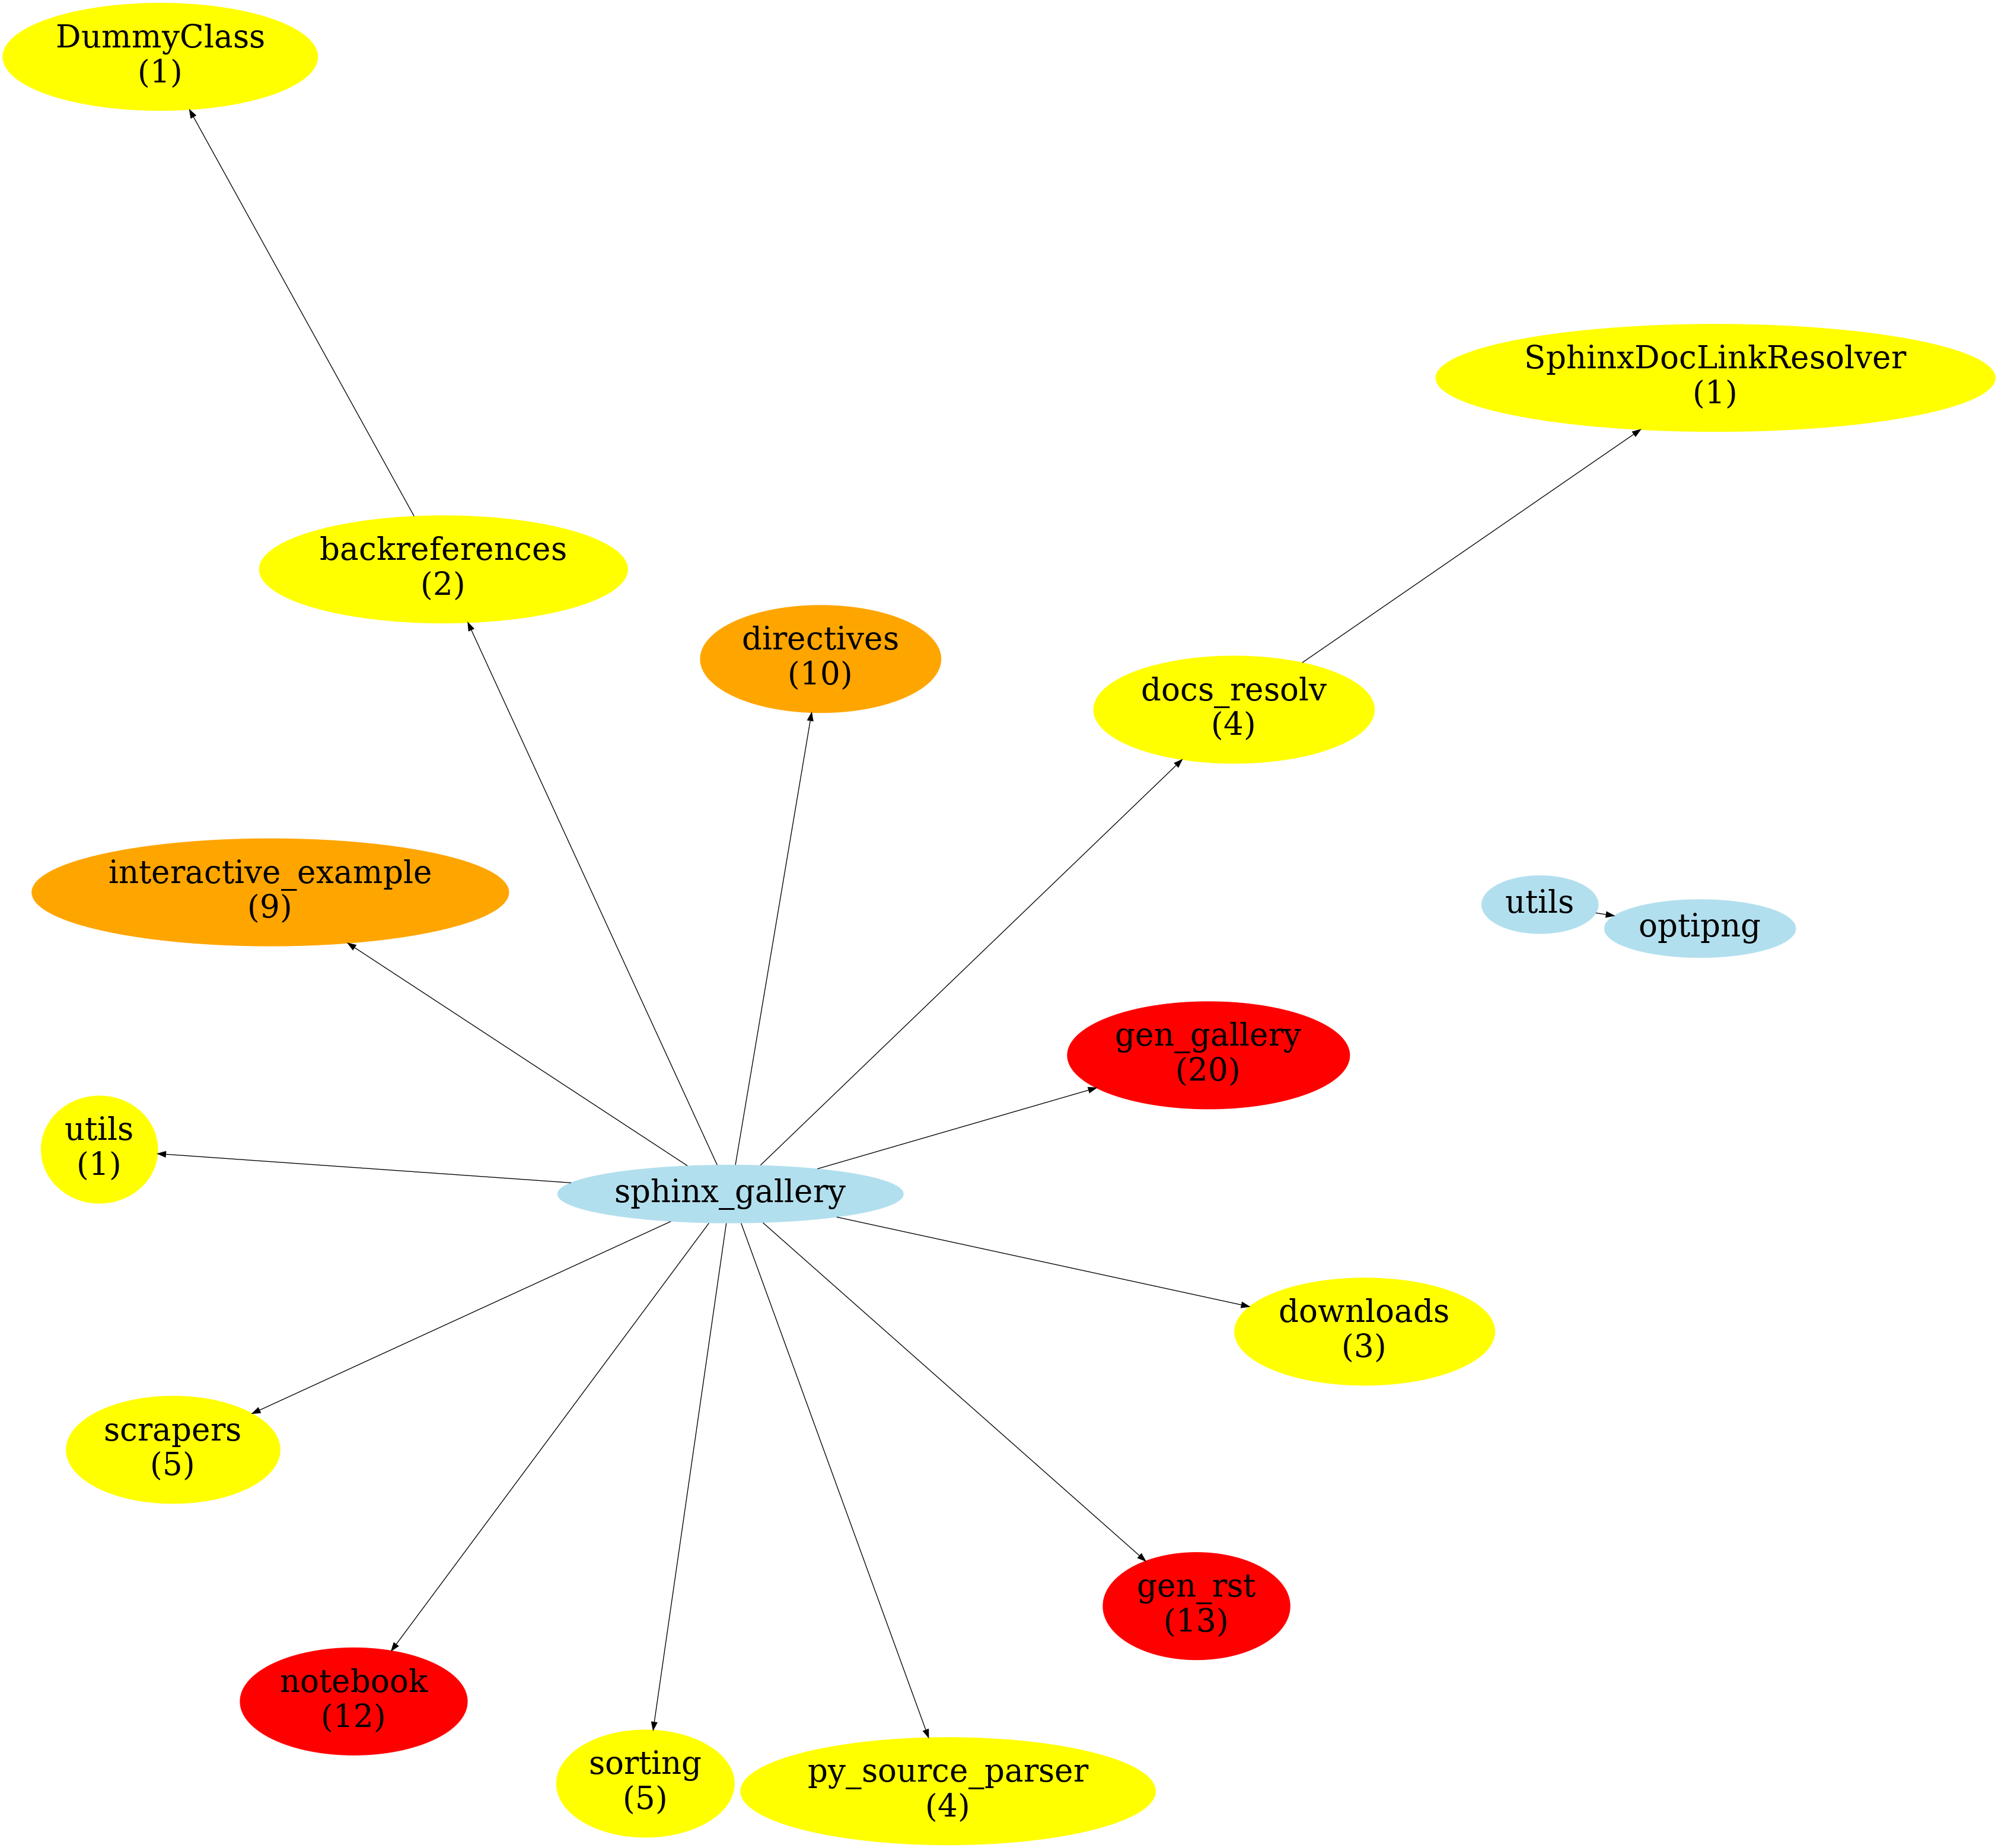 DummyClass
(1)
SphinxDocLinkResolver
(1)
backreferences
(2)
directives
(10)
docs_resolv
(4)
interactive_example
(9)
utils
optipng
gen_gallery
(20)
utils
(1)
sphinx_gallery
downloads
(3)
scrapers
(5)
gen_rst
(13)
notebook
(12)
sorting
(5)
py_source_parser
(4)